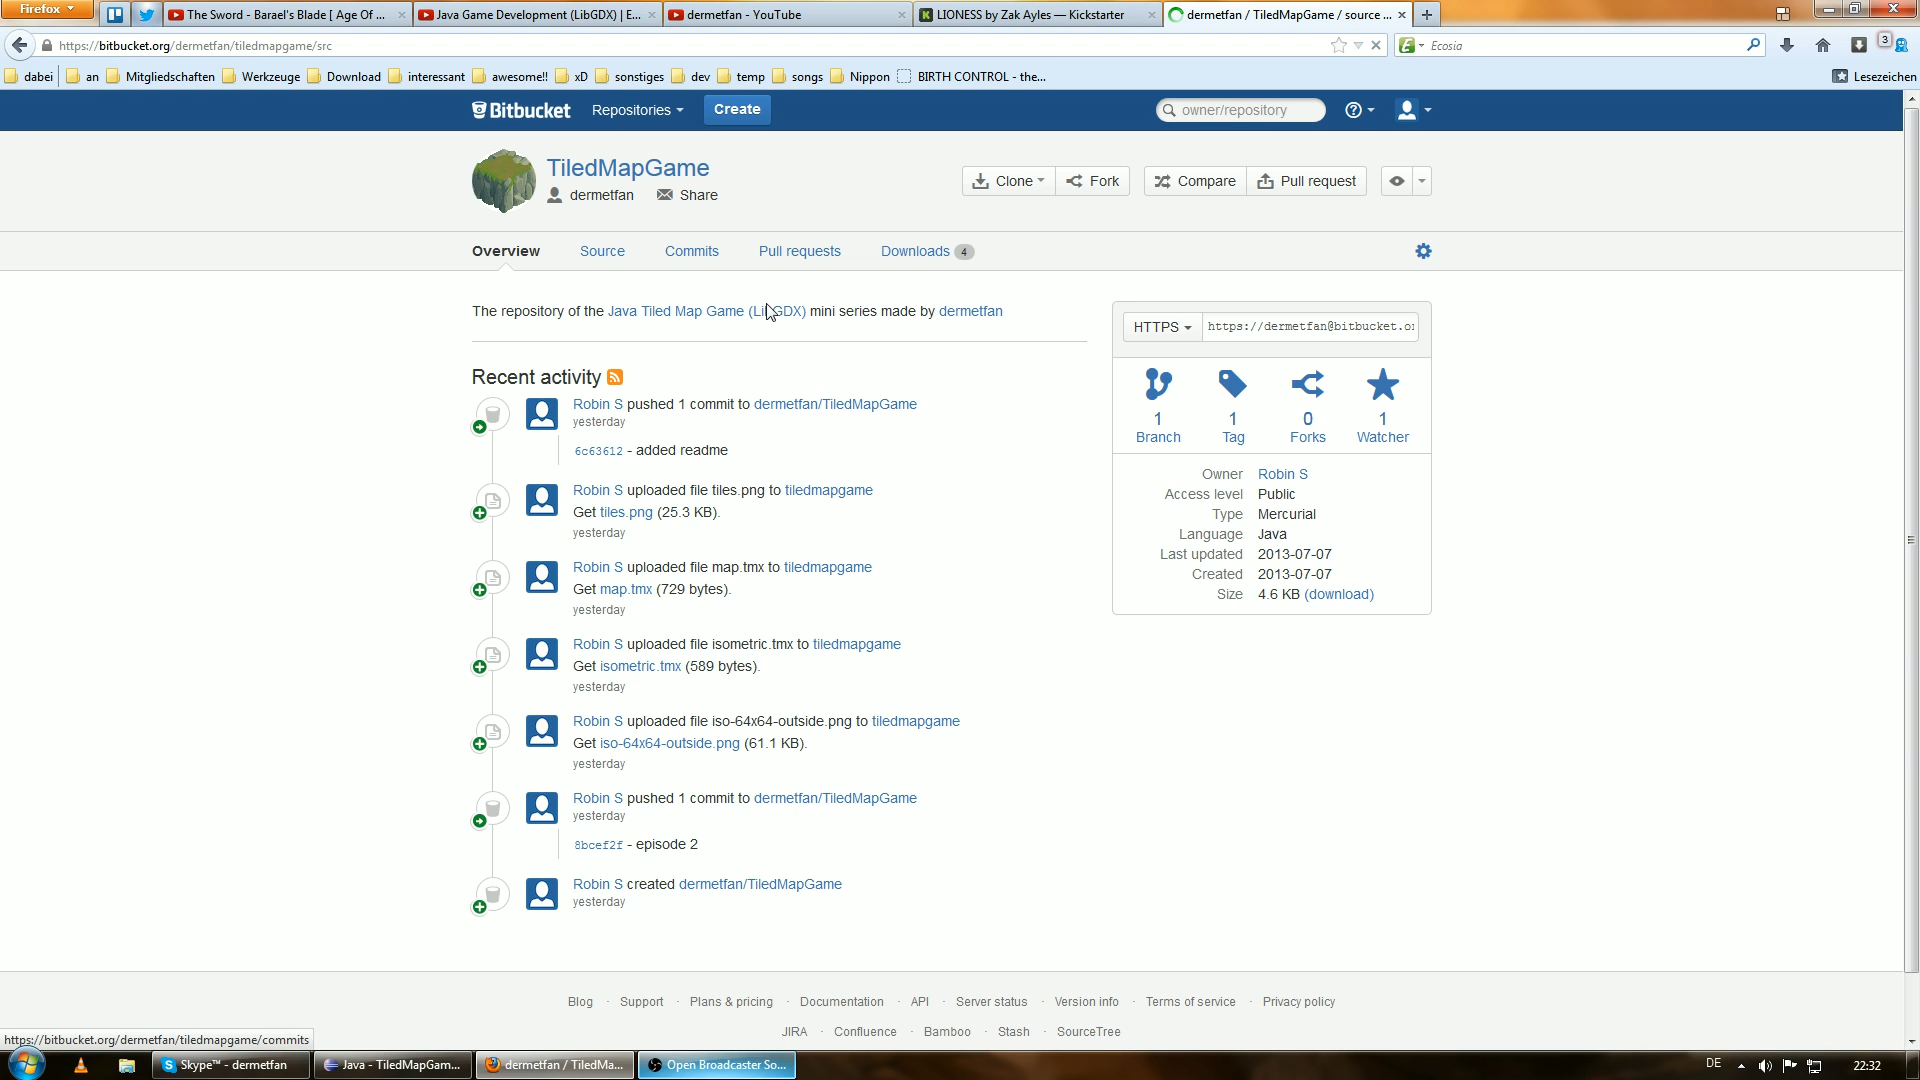 Firefox
The Sword - Barael's Blade [ Age Of ...
Java Game Development (LibGDX) | E...
dermetfan - YouTube
LIONESS by Zak Ayles — Kickstarter
dermetfan / TiledMapGame / source ...
https://bitbucket.org/dermetfan/tiledmapgame/src
Ecosia
3
dabei
an
Mitgliedschaften
Werkzeuge
Download
interessant
awesome!!
xD
sonstiges
dev
temp
songs
Nippon
BIRTH CONTROL - the...
Lesezeichen
Bitbucket
Repositories
Create
owner/repository
TiledMapGame
dermetfan
Share
Clone
Fork
Compare
Pull request
Overview
Source
Commits
Pull requests
Downloads 4
The repository of the Java Tiled Map Game (LibGDX) mini series made by dermetfan
HTTPS
https://dermetfan@bitbucket.or
1
Branch
1
Tag
0
Forks
1
Watcher
Owner Robin S
Access level Public
Type Mercurial
Language Java
Last updated 2013-07-07
Created 2013-07-07
Size 4.6 KB (download)
Recent activity
Robin S pushed 1 commit to dermetfan/TiledMapGame
yesterday
6c63612 - added readme
Robin S uploaded file tiles.png to tiledmapgame
Get tiles.png (25.3 KB).
yesterday
Robin S uploaded file map.tmx to tiledmapgame
Get map.tmx (729 bytes).
yesterday
Robin S uploaded file isometric.tmx to tiledmapgame
Get isometric.tmx (589 bytes).
yesterday
Robin S uploaded file iso-64x64-outside.png to tiledmapgame
Get iso-64x64-outside.png (61.1 KB).
yesterday
Robin S pushed 1 commit to dermetfan/TiledMapGame
yesterday
8bcef2f - episode 2
Robin S created dermetfan/TiledMapGame
yesterday
Blog · Support · Plans & pricing · Documentation · API · Server status · Version info · Terms of service · Privacy policy
JIRA · Confluence · Bamboo · Stash · SourceTree
https://bitbucket.org/dermetfan/tiledmapgame/commits
Skype™ - dermetfan
Java - TiledMapGam...
dermetfan / TiledMa...
Open Broadcaster So...
DE
22:32